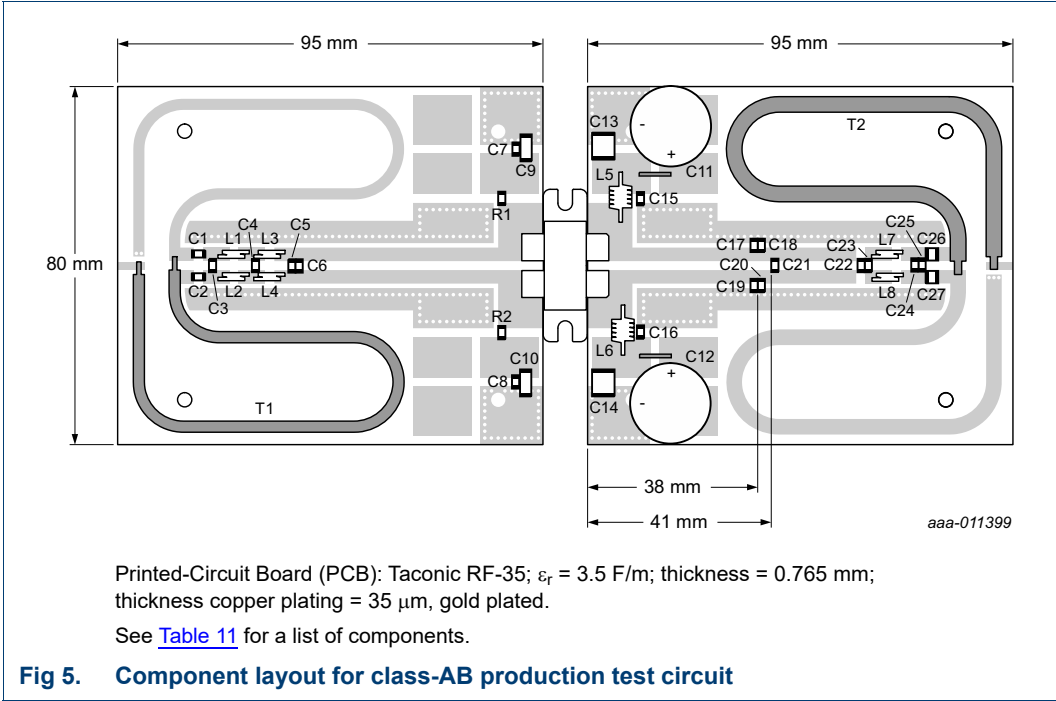 95 mm
95 mm
80 mm
C13
-
+
C11
T2
C7
C9
L5
C15
R1
C4
C5
C1
L1
L3
C6
C2
L2
L4
C3
C17
C18
C20
C21
C19
C25
L7
C26
C23
C22
L8
C27
C24
R2
C16
L6
C10
C12
C8
+
-
C14
T1
38 mm
41 mm
aaa-011399
Printed-Circuit Board (PCB): Taconic RF-35; εr = 3.5 F/m; thickness = 0.765 mm;
thickness copper plating = 35 μm, gold plated.
See Table 11 for a list of components.
Fig 5. Component layout for class-AB production test circuit